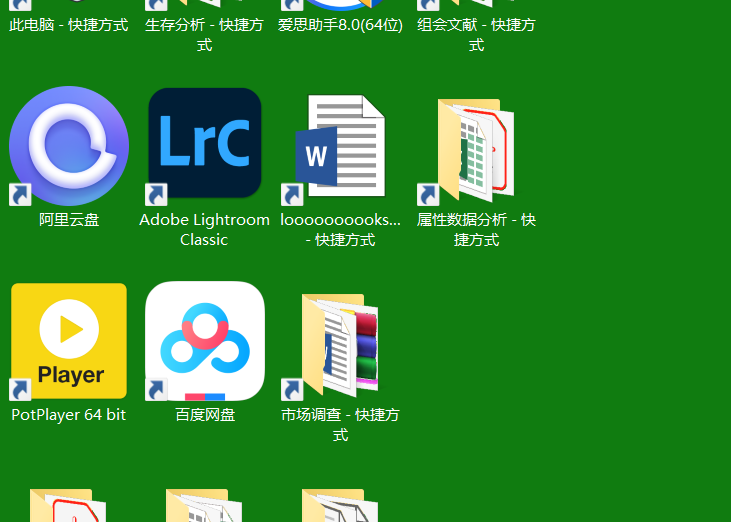 此电脑 - 快捷方式
生存分析 - 快捷方
式
爱思助手8.0(64位)
组会文献 - 快捷方
式
LrC
W
阿里云盘
Adobe Lightroom
Classic
looooooooooks...
- 快捷方式
属性数据分析 - 快
捷方式
Player
W
PotPlayer 64 bit
百度网盘
市场调查 - 快捷方
式